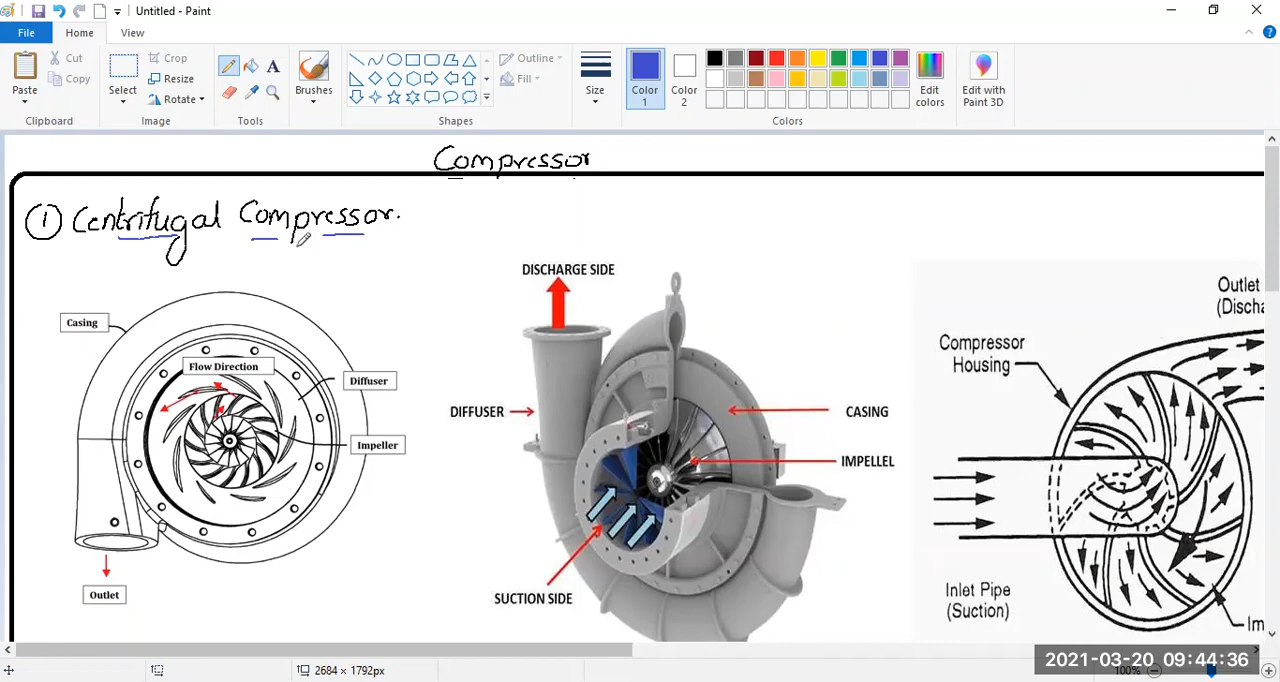 Untitled - Paint
File Home View
Cut
Copy
Paste
Clipboard
Crop
Resize
Rotate
Select
Image
A
Tools
Brushes
Outline
Fill
Shapes
Size
Color 1
Color 2
Edit colors
Colors
Edit with Paint 3D
Compressor
① Centrifugal Compressor.
Casing
Flow Direction
Diffuser
Impeller
Outlet
DISCHARGE SIDE
DIFFUSER
CASING
IMPELLEL
SUCTION SIDE
Outlet
(Discha
Compressor
Housing
Inlet Pipe
(Suction)
Im
2684 × 1792px
100%
2021-03-20 09:44:36